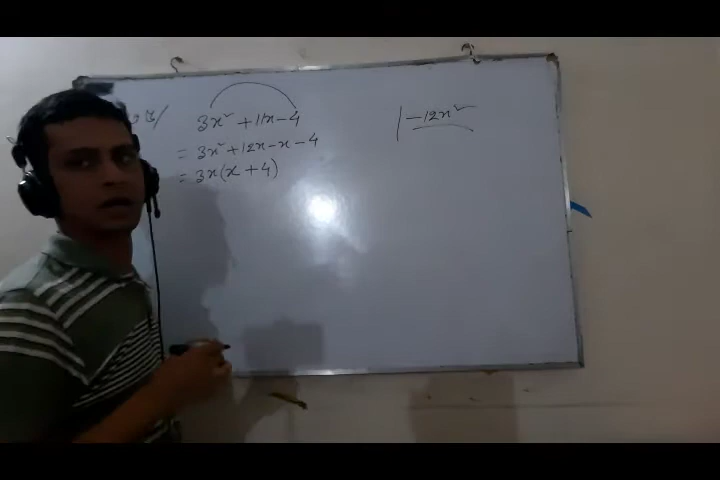 3x² + 11x - 4
= 3x² + 12x - x - 4
= 3x(x + 4)
-12x²